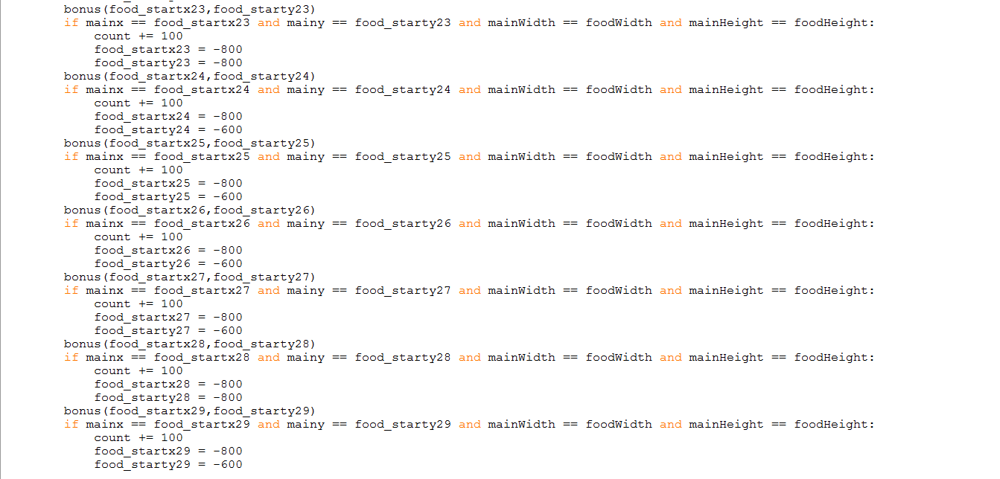 bonus(food_startx23,food_starty23)
if mainx == food_startx23 and mainy == food_starty23 and mainWidth == foodWidth and mainHeight == foodHeight:
    count += 100
    food_startx23 = -800
    food_starty23 = -800
bonus(food_startx24,food_starty24)
if mainx == food_startx24 and mainy == food_starty24 and mainWidth == foodWidth and mainHeight == foodHeight:
    count += 100
    food_startx24 = -800
    food_starty24 = -600
bonus(food_startx25,food_starty25)
if mainx == food_startx25 and mainy == food_starty25 and mainWidth == foodWidth and mainHeight == foodHeight:
    count += 100
    food_startx25 = -800
    food_starty25 = -600
bonus(food_startx26,food_starty26)
if mainx == food_startx26 and mainy == food_starty26 and mainWidth == foodWidth and mainHeight == foodHeight:
    count += 100
    food_startx26 = -800
    food_starty26 = -600
bonus(food_startx27,food_starty27)
if mainx == food_startx27 and mainy == food_starty27 and mainWidth == foodWidth and mainHeight == foodHeight:
    count += 100
    food_startx27 = -800
    food_starty27 = -600
bonus(food_startx28,food_starty28)
if mainx == food_startx28 and mainy == food_starty28 and mainWidth == foodWidth and mainHeight == foodHeight:
    count += 100
    food_startx28 = -800
    food_starty28 = -800
bonus(food_startx29,food_starty29)
if mainx == food_startx29 and mainy == food_starty29 and mainWidth == foodWidth and mainHeight == foodHeight:
    count += 100
    food_startx29 = -800
    food_starty29 = -600